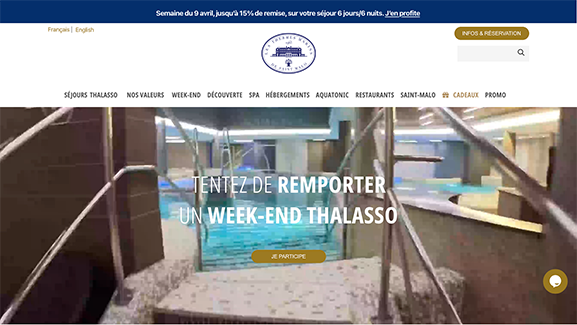 Semaine du 9 avril, jusqu'à 15% de remise, sur votre séjour 6 jours/6 nuits. J'en profite
Français | English
INFOS & RÉSERVATION
LES THERMES MARINS
DE SAINT-MALO
SÉJOURS THALASSO NOS VALEURS WEEK-END DÉCOUVERTE SPA HÉBERGEMENTS AQUATONIC RESTAURANTS SAINT-MALO CADEAUX PROMO
TENTEZ DE REMPORTER
UN WEEK-END THALASSO
JE PARTICIPE